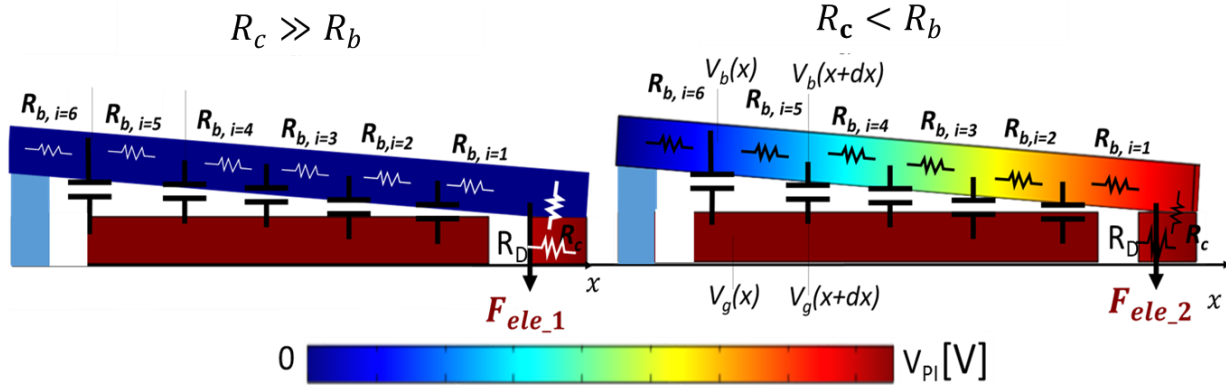 R_c ≫ R_b
R_b, i=6
R_b, i=5
R_b, i=4
R_b,i=3
R_b,i=2
R_b,i=1
R_D
R_c
x
F_ele_1
R_c < R_b
V_b(x)
V_b(x+dx)
R_b, i=6
R_b, i=5
R_b, i=4
R_b, i=3
R_b, i=2
R_b, i=1
R_D
R_c
V_g(x)
V_g(x+dx)
F_ele_2
x
0
V_PI[V]